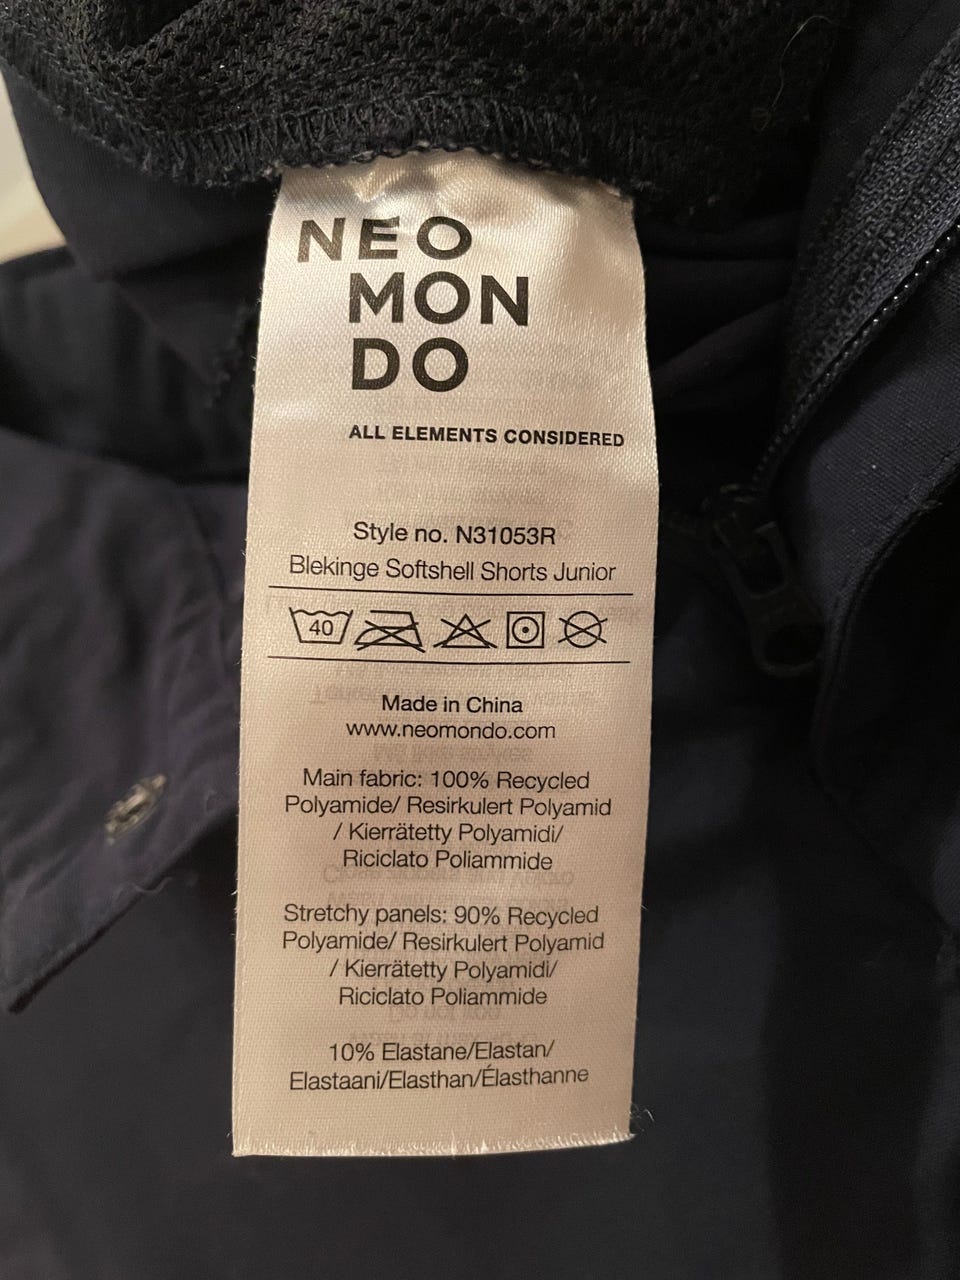 NEO
MON
DO
ALL ELEMENTS CONSIDERED
Style no. N31053R
Blekinge Softshell Shorts Junior
40
Made in China
www.neomondo.com
Main fabric: 100% Recycled
Polyamide/ Resirkulert Polyamid
/ Kierrätetty Polyamidi/
Riciclato Poliammide
Stretchy panels: 90% Recycled
Polyamide/ Resirkulert Polyamid
/ Kierrätetty Polyamidi/
Riciclato Poliammide
10% Elastane/Elastan/
Elastaani/Elasthan/Élasthanne